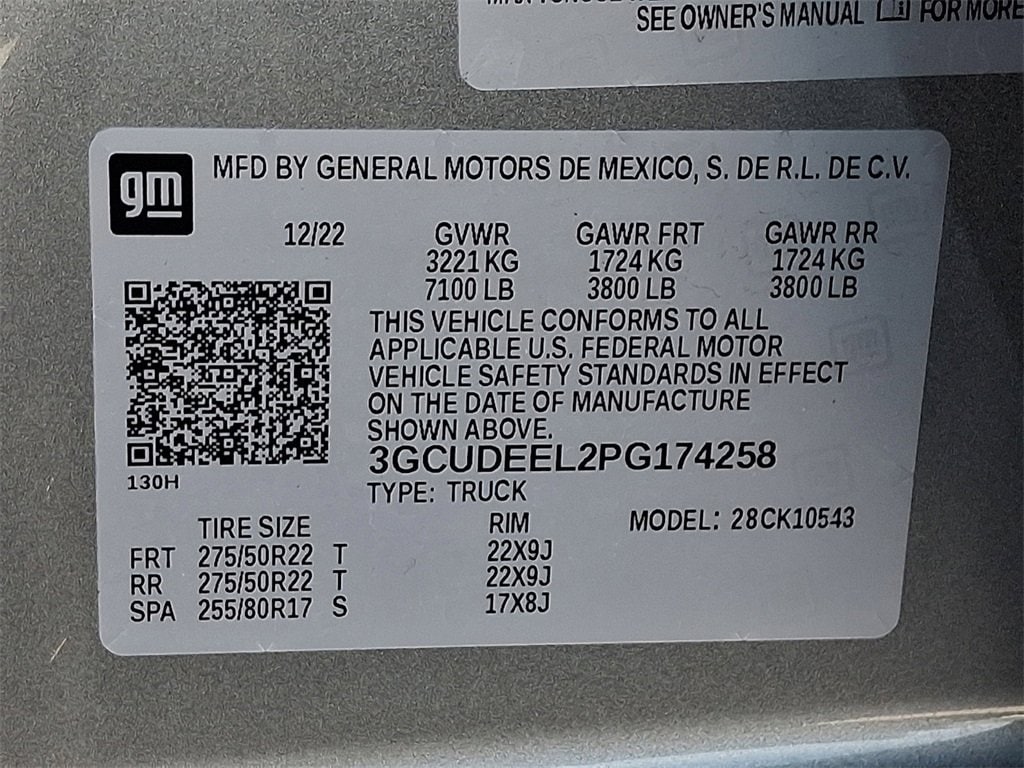 SEE OWNER'S MANUAL FOR MORE
gm
MFD BY GENERAL MOTORS DE MEXICO, S. DE R.L. DE C.V.
12/22 GVWR GAWR FRT GAWR RR
3221 KG 1724 KG 1724 KG
7100 LB 3800 LB 3800 LB
THIS VEHICLE CONFORMS TO ALL
APPLICABLE U.S. FEDERAL MOTOR
VEHICLE SAFETY STANDARDS IN EFFECT
ON THE DATE OF MANUFACTURE
SHOWN ABOVE.
3GCUDEEL2PG174258
130H
TYPE: TRUCK
TIRE SIZE RIM MODEL: 28CK10543
FRT 275/50R22 T 22X9J
RR 275/50R22 T 22X9J
SPA 255/80R17 S 17X8J